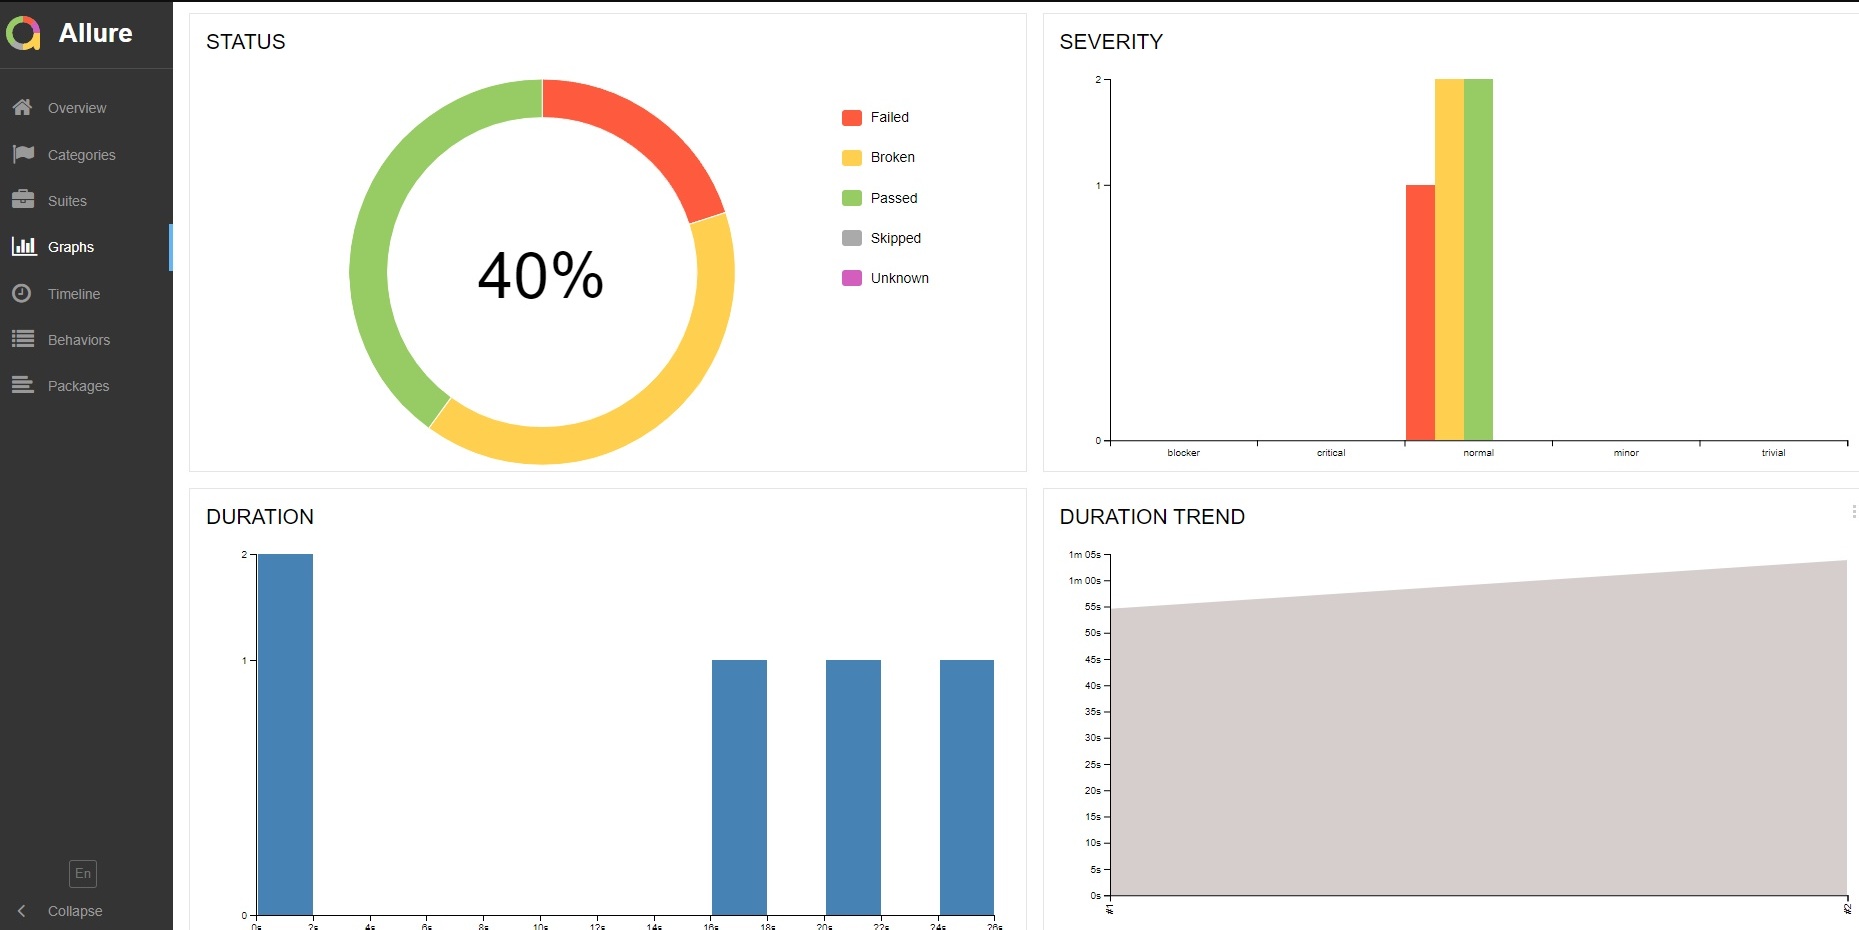 Allure
Overview
Categories
Suites
Graphs
Timeline
Behaviors
Packages
En
Collapse
STATUS
40%
Failed
Broken
Passed
Skipped
Unknown
SEVERITY
2
1
0
blocker critical normal minor trivial
DURATION
2
1
0
0s 2s 4s 6s 8s 10s 12s 14s 16s 18s 20s 22s 24s 26s
DURATION TREND
1m 05s
1m 00s
55s
50s
45s
40s
35s
30s
25s
20s
15s
10s
5s
0s
#1 #2